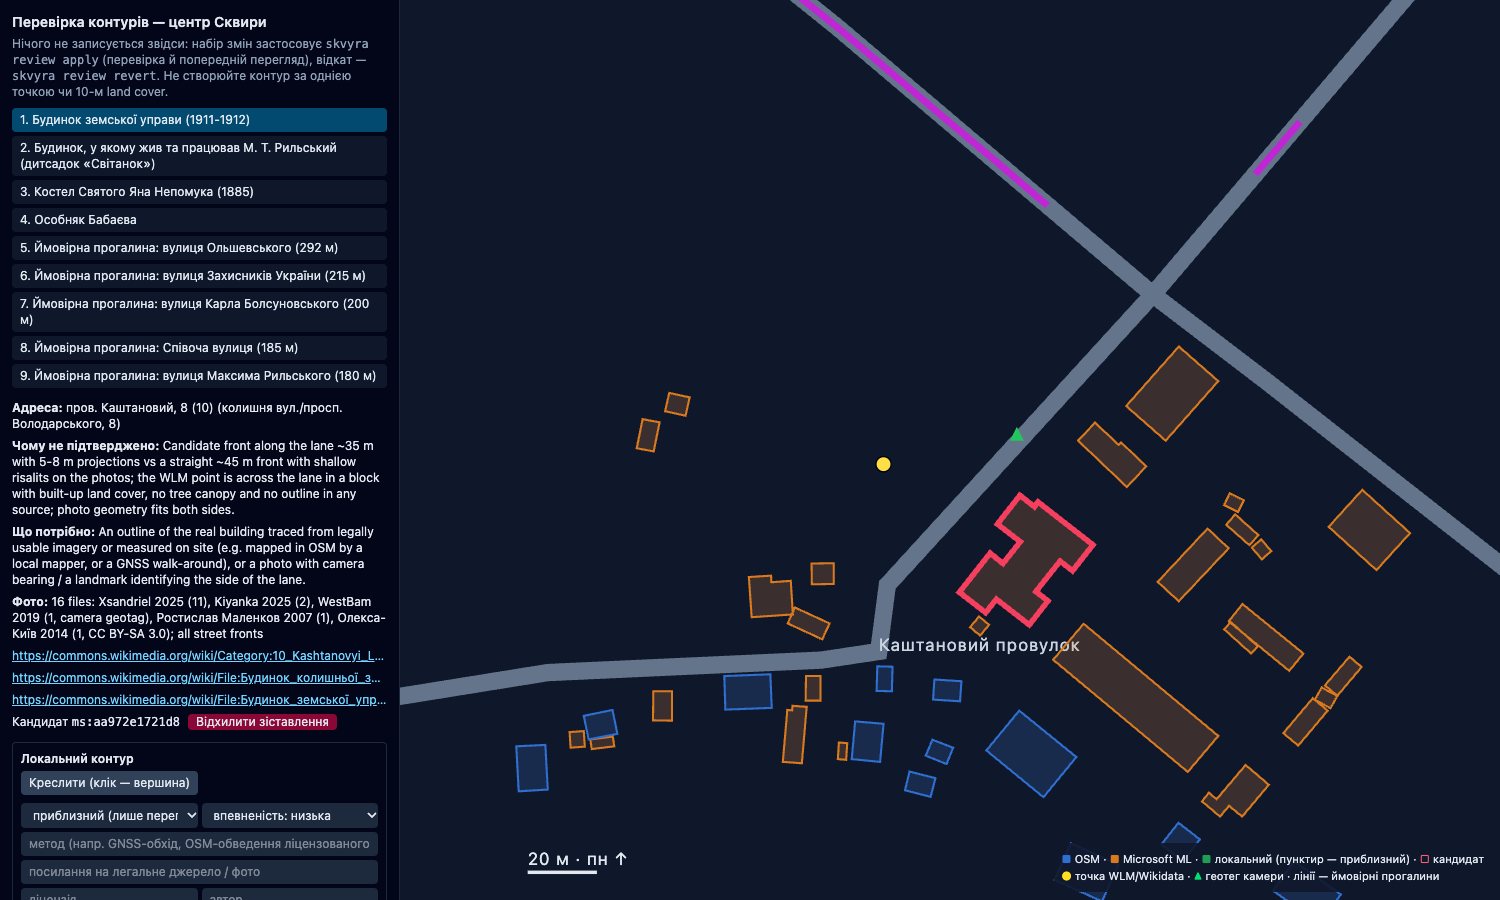 Перевірка контурів — центр Сквири
Нічого не записується звідси: набір змін застосовує skvyra
review apply (перевірка й попередній перегляд), відкат —
skvyra review revert. Не створюйте контур за однією
точкою чи 10-м land cover.
1. Будинок земської управи (1911-1912)
2. Будинок, у якому жив та працював М. Т. Рильський
(дитсадок «Світанок»)
3. Костел Святого Яна Непомука (1885)
4. Особняк Бабаєва
5. Ймовірна прогалина: вулиця Ольшевського (292 м)
6. Ймовірна прогалина: вулиця Захисників України (215 м)
7. Ймовірна прогалина: вулиця Карла Болсуновського (200
м)
8. Ймовірна прогалина: Співоча вулиця (185 м)
9. Ймовірна прогалина: вулиця Максима Рильського (180 м)
Адреса: пров. Каштановий, 8 (10) (колишня вул./просп.
Володарського, 8)
Чому не підтверджено: Candidate front along the lane ~35 m
with 5-8 m projections vs a straight ~45 m front with shallow
risalits on the photos; the WLM point is across the lane in a block
with built-up land cover, no tree canopy and no outline in any
source; photo geometry fits both sides.
Що потрібно: An outline of the real building traced from legally
usable imagery or measured on site (e.g. mapped in OSM by a
local mapper, or a GNSS walk-around), or a photo with camera
bearing / a landmark identifying the side of the lane.
Фото: 16 files: Xsandriel 2025 (11), Kiyanka 2025 (2), WestBam
2019 (1, camera geotag), Ростислав Маленков 2007 (1), Олекса-
Київ 2014 (1, CC BY-SA 3.0); all street fronts
https://commons.wikimedia.org/wiki/Category:10_Kashtanovyi_L...
https://commons.wikimedia.org/wiki/File:Будинок_колишньої_з...
https://commons.wikimedia.org/wiki/File:Будинок_земської_упр...
Кандидат ms:aa972e1721d8 Відхилити зіставлення
Локальний контур
Креслити (клік — вершина)
приблизний (лише перег впевненість: низька
метод (напр. GNSS-обхід, OSM-обведення ліцензованого
посилання на легальне джерело / фото
ліцензія автор
Каштановий провулок
20 м · пн ↑
OSM · Microsoft ML · локальний (пунктир — приблизний) · кандидат
точка WLM/Wikidata · геотег камери · лінії — ймовірні прогалини